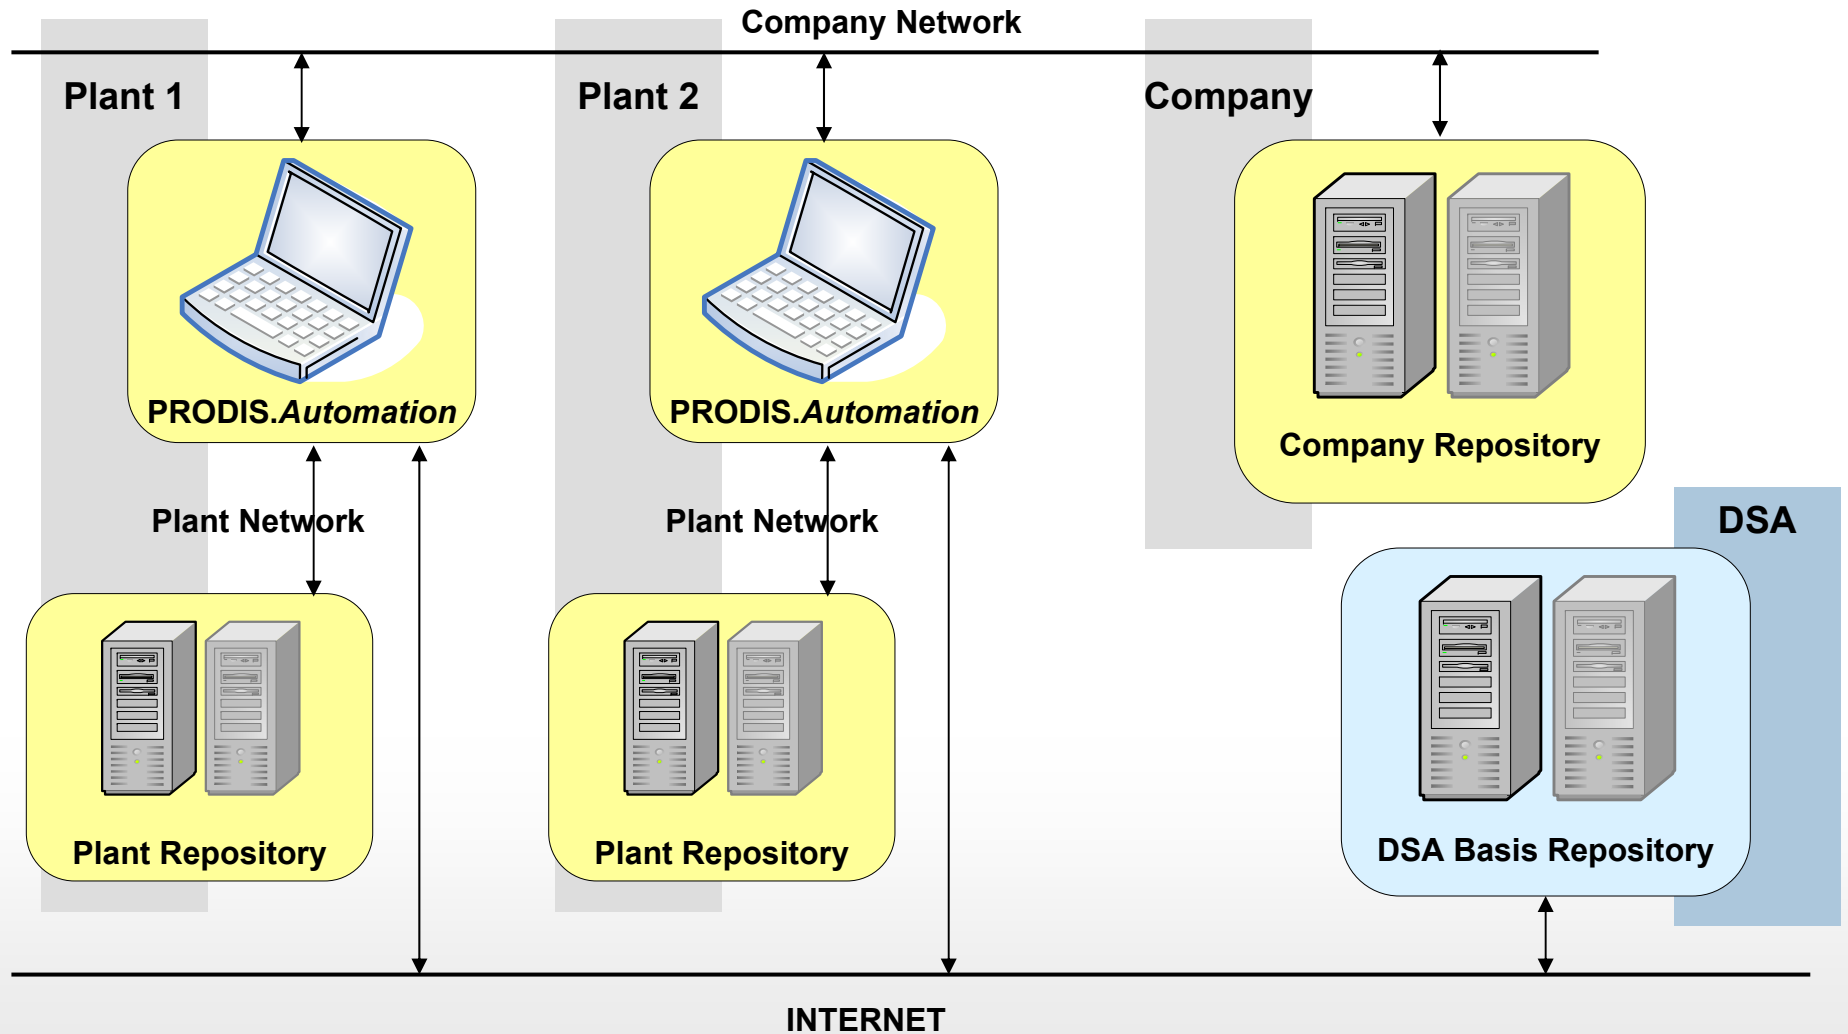 Company Network
Plant 1
Plant 2
Company
PRODIS.Automation
PRODIS.Automation
Company Repository
Plant Network
Plant Network
DSA
Plant Repository
Plant Repository
DSA Basis Repository
INTERNET